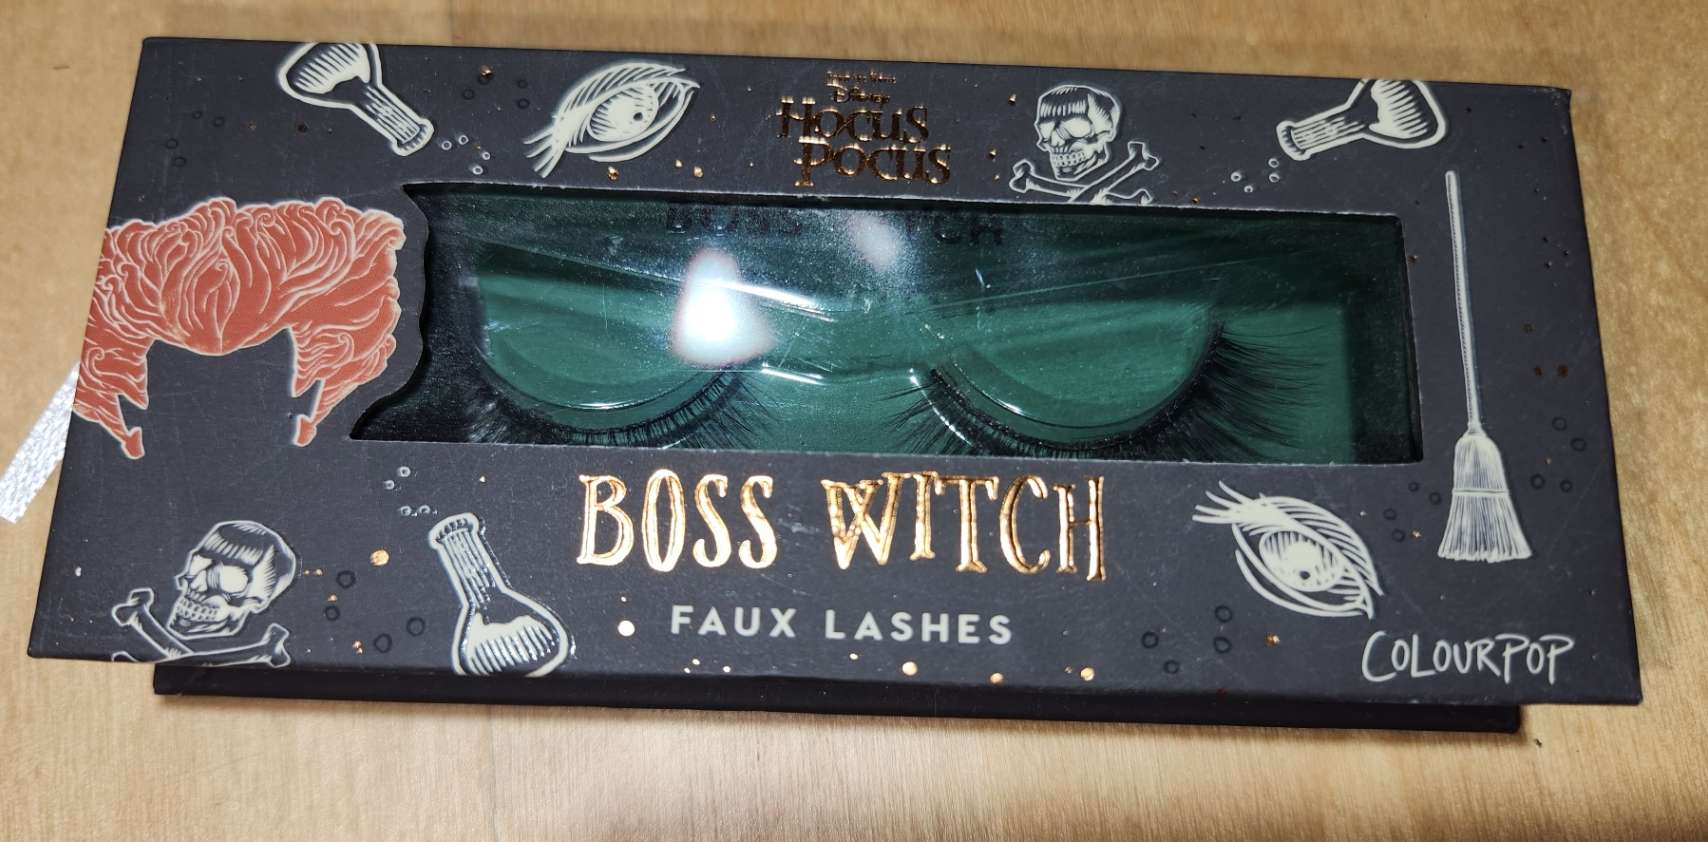 Disney
HOCUS
POCUS
BOSS WITCH
FAUX LASHES
COLOURPOP